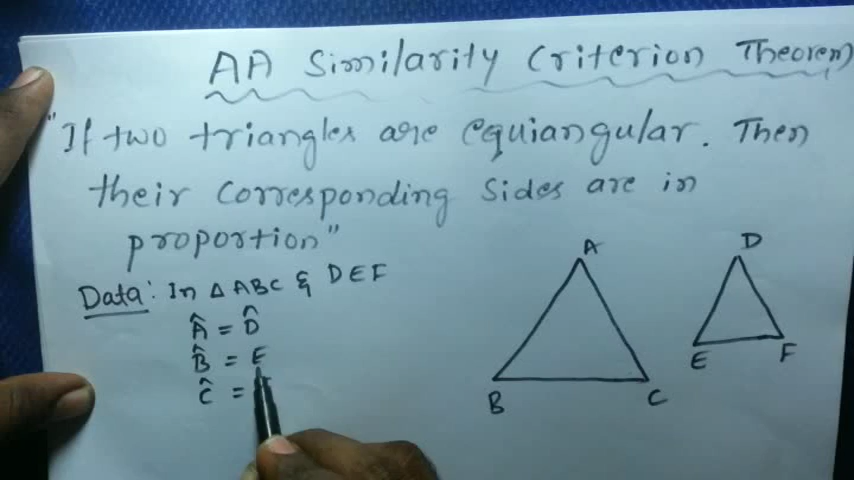 AA Similarity Criterion Theorem
"If two triangles are equiangular. Then
their corresponding sides are in
proportion"
Data: In Δ ABC & DEF
Â = D̂
B̂ = E
Ĉ =
A
B
C
D
E
F